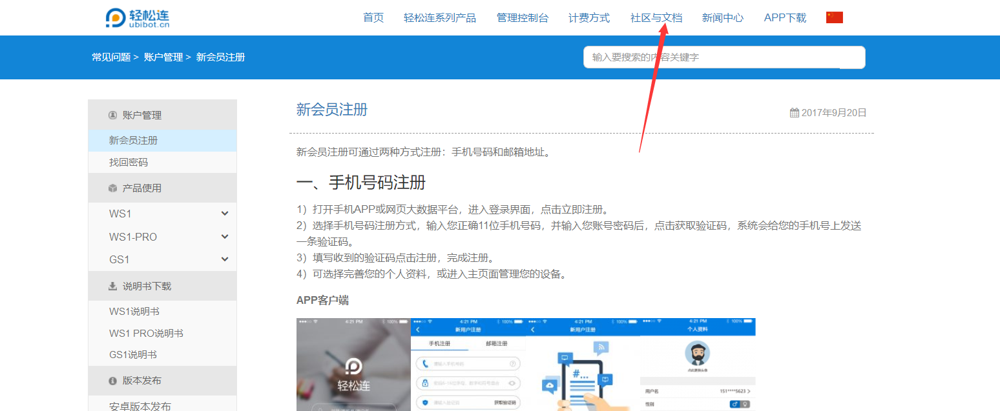 轻松连
ubibot.cn
首页 轻松连系列产品 管理控制台 计费方式 社区与文档 新闻中心 APP下载
常见问题 > 账户管理 > 新会员注册
输入要搜索的内容关键字
账户管理
新会员注册
找回密码
产品使用
WS1
WS1-PRO
GS1
说明书下载
WS1说明书
WS1 PRO说明书
GS1说明书
版本发布
安卓版本发布
新会员注册
2017年9月20日
新会员注册可通过两种方式注册：手机号码和邮箱地址。
一、手机号码注册
1）打开手机APP或网页大数据平台，进入登录界面，点击立即注册。
2）选择手机号码注册方式，输入您正确11位手机号码，并输入您账号密码后，点击获取验证码，系统会给您的手机号上发送
一条验证码。
3）填写收到的验证码点击注册，完成注册。
4）可选择完善您的个人资料，或进入主页面管理您的设备。
APP客户端
4:21 PM 100%
轻松连
4:21 PM 100%
新用户注册
手机注册 邮箱注册
请输入手机号码
获取验证码
4:21 PM 100%
新用户注册
#...
4:21 PM 100%
个人资料
点此更换头像
用户名 151****5623
性别